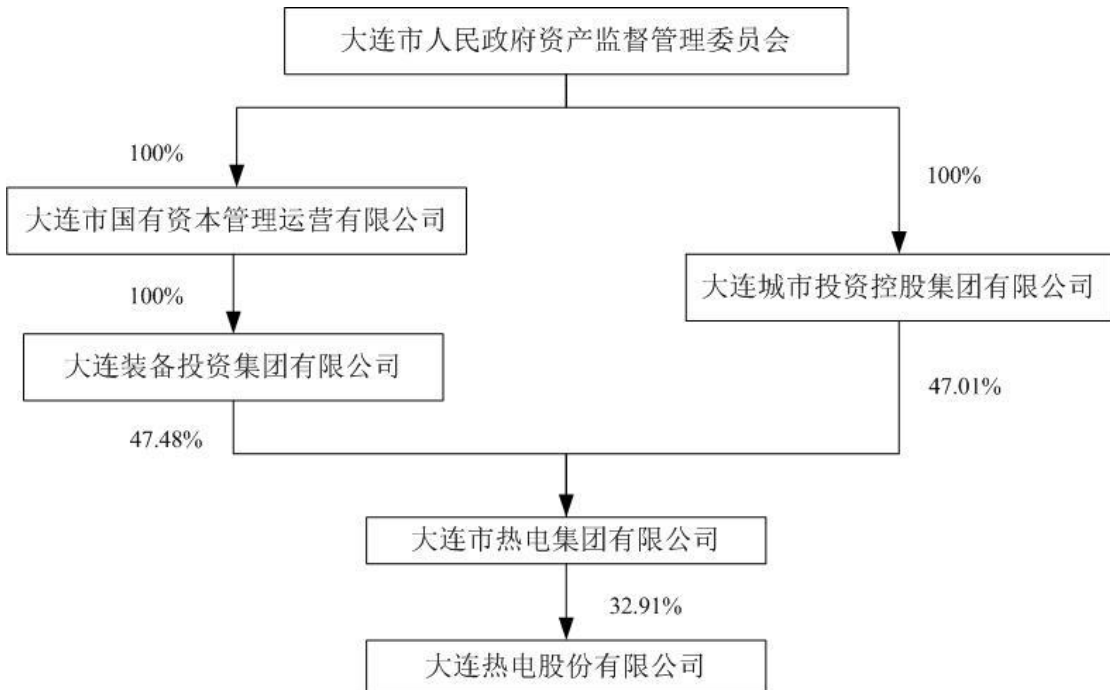 大连市人民政府资产监督管理委员会
100%
100%
大连市国有资本管理运营有限公司
大连城市投资控股集团有限公司
100%
大连装备投资集团有限公司
47.01%
47.48%
大连市热电集团有限公司
32.91%
大连热电股份有限公司